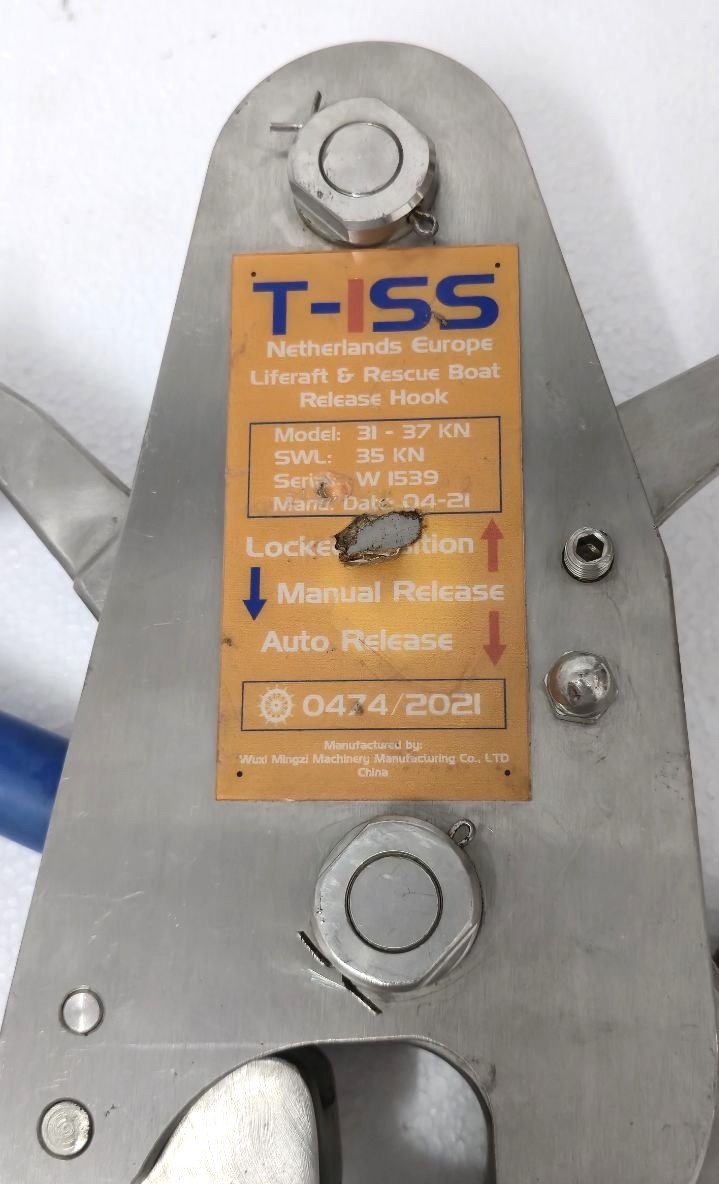 T-ISS
Netherlands Europe
Liferaft & Rescue Boat
Release Hook
Model: 31 - 37 KN
SWL: 35 KN
W 1539
Manu. Date 04-21
Manual Release
Auto Release
0474/2021
Manufactured by:
Wuxi Mingzi Machinery Manufacturing Co., LTD
China